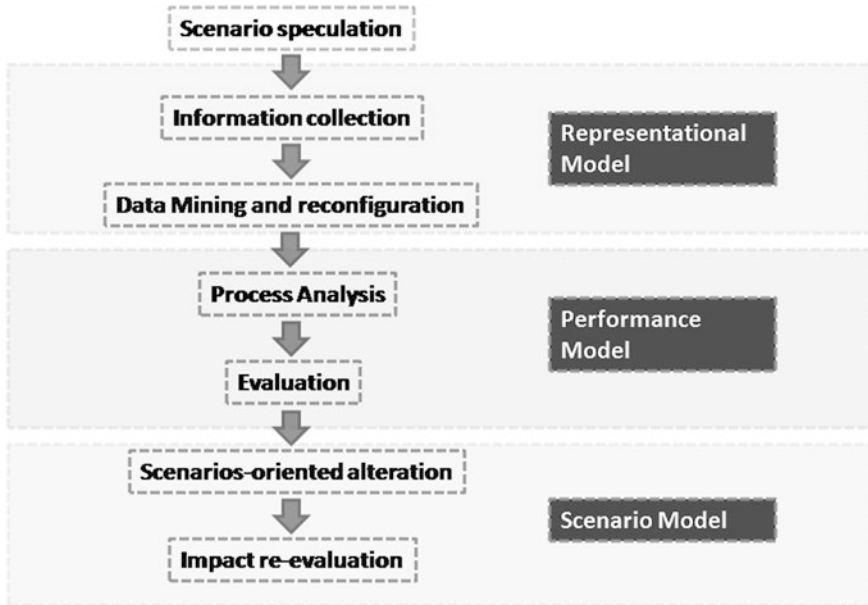 Scenario speculation
Information collection
Representational
Model
Data Mining and reconfiguration
Process Analysis
Performance
Model
Evaluation
Scenarios-oriented alteration
Scenario Model
Impact re-evaluation